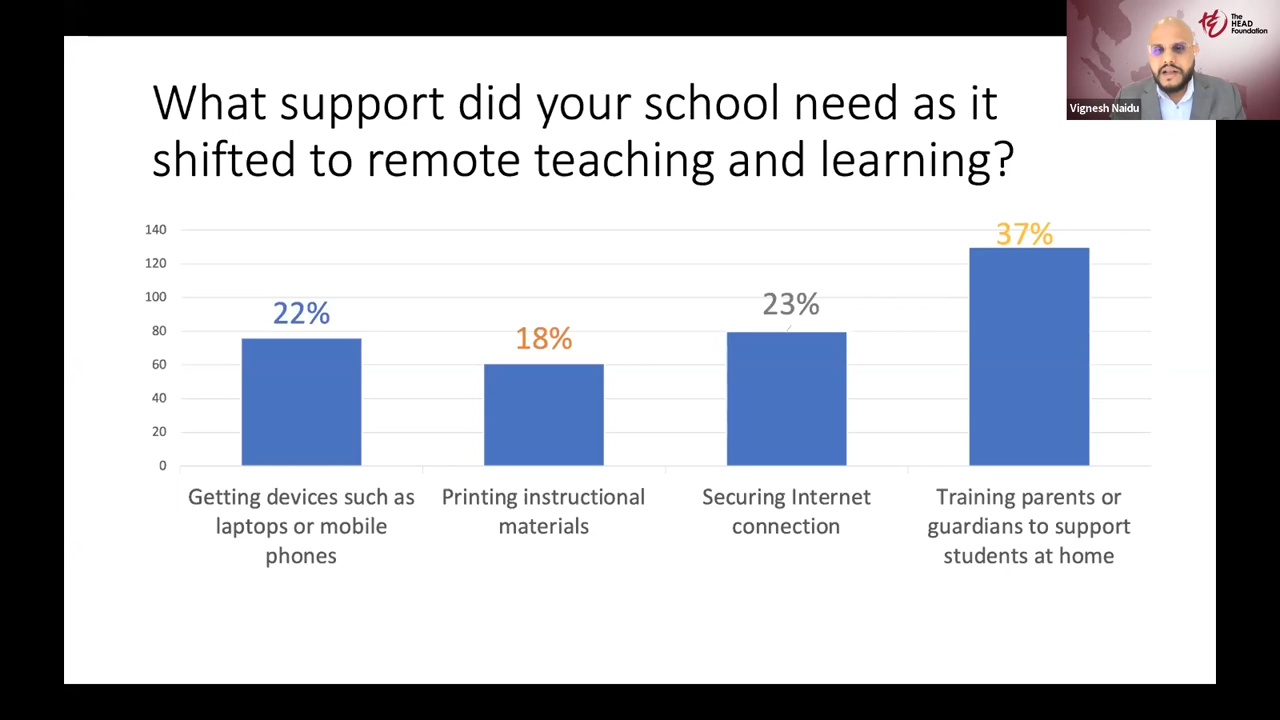 The
HEAD
Foundation
Vignesh Naidu
What support did your school need as it
shifted to remote teaching and learning?
140
120
100
80
60
40
20
0
22%
18%
23%
37%
Getting devices such as
laptops or mobile
phones
Printing instructional
materials
Securing Internet
connection
Training parents or
guardians to support
students at home